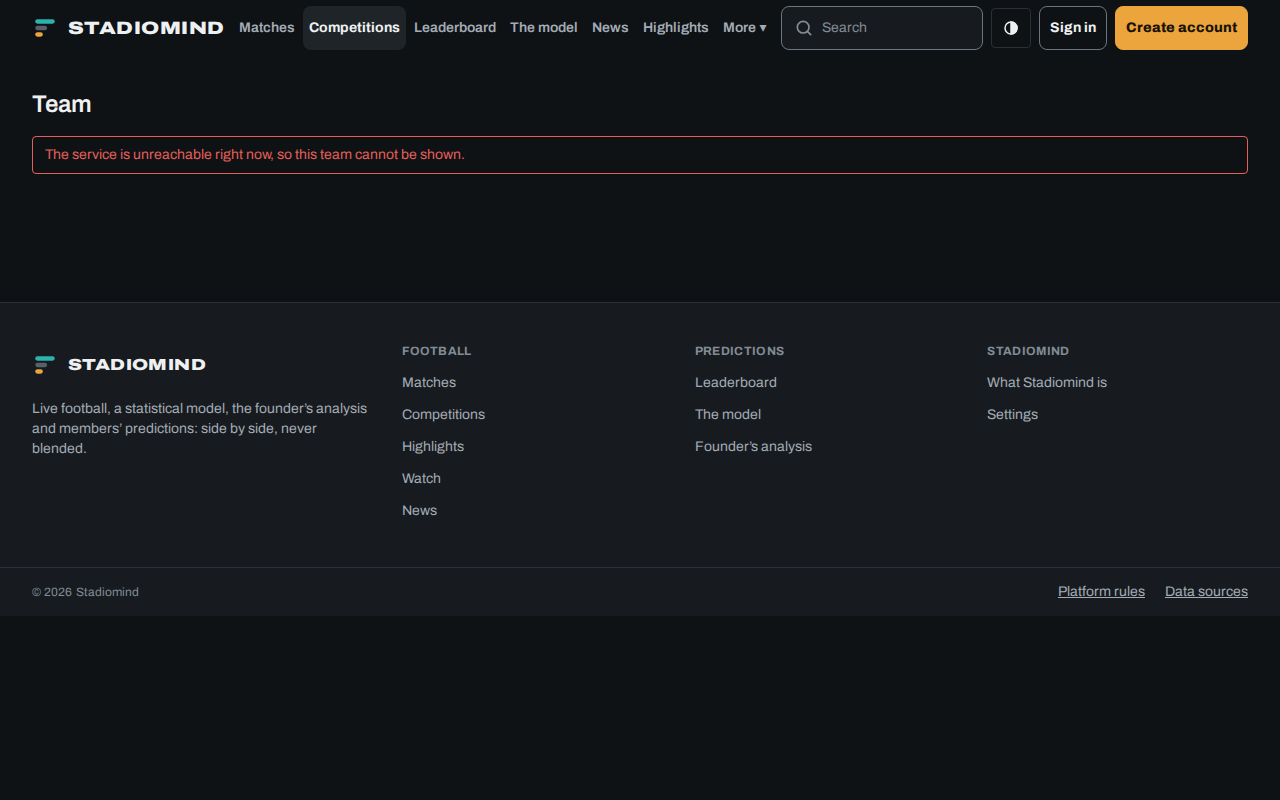 STADIOMIND Matches Competitions Leaderboard The model News Highlights More ▾ Search Sign in Create account
Team
The service is unreachable right now, so this team cannot be shown.
STADIOMIND
Live football, a statistical model, the founder’s analysis
and members’ predictions: side by side, never
blended.
FOOTBALL
Matches
Competitions
Highlights
Watch
News
PREDICTIONS
Leaderboard
The model
Founder’s analysis
STADIOMIND
What Stadiomind is
Settings
© 2026 Stadiomind
Platform rules Data sources